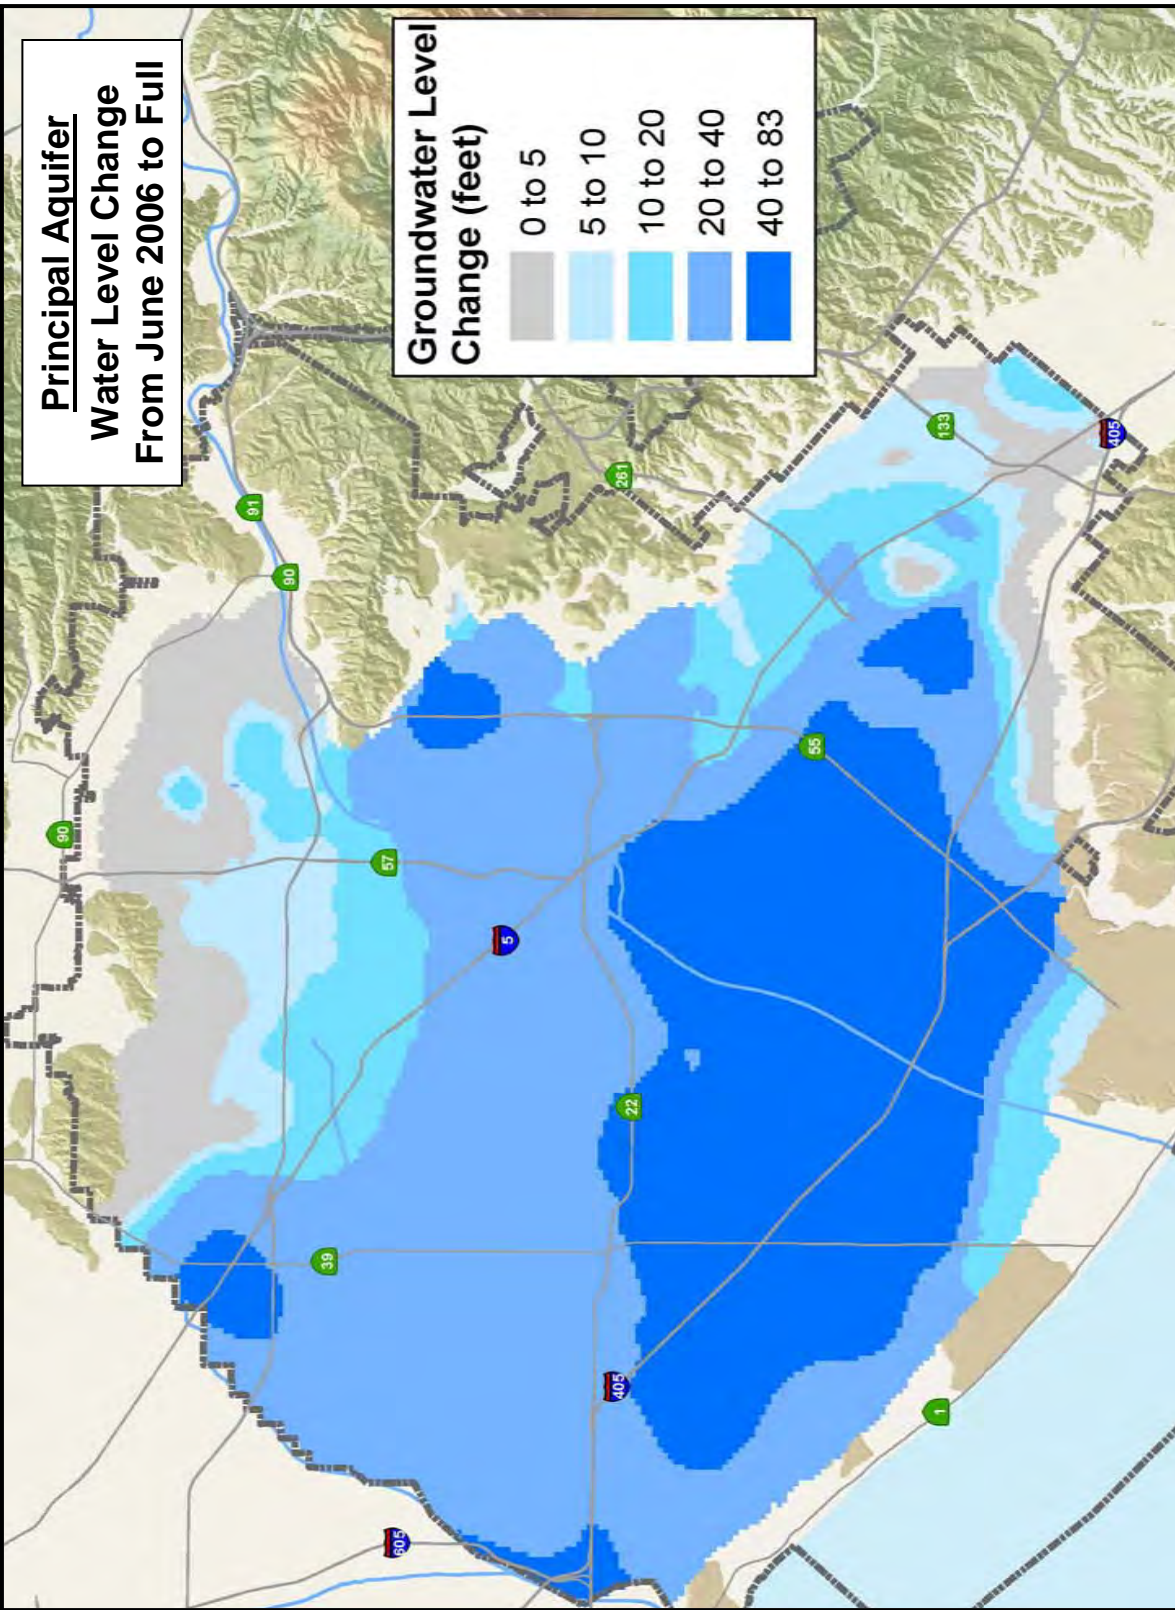 Principal Aquifer
Water Level Change
From June 2006 to Full
Groundwater Level
Change (feet)
0 to 5
5 to 10
10 to 20
20 to 40
40 to 83
605
405
1
39
22
5
90
57
55
91
90
261
133
405